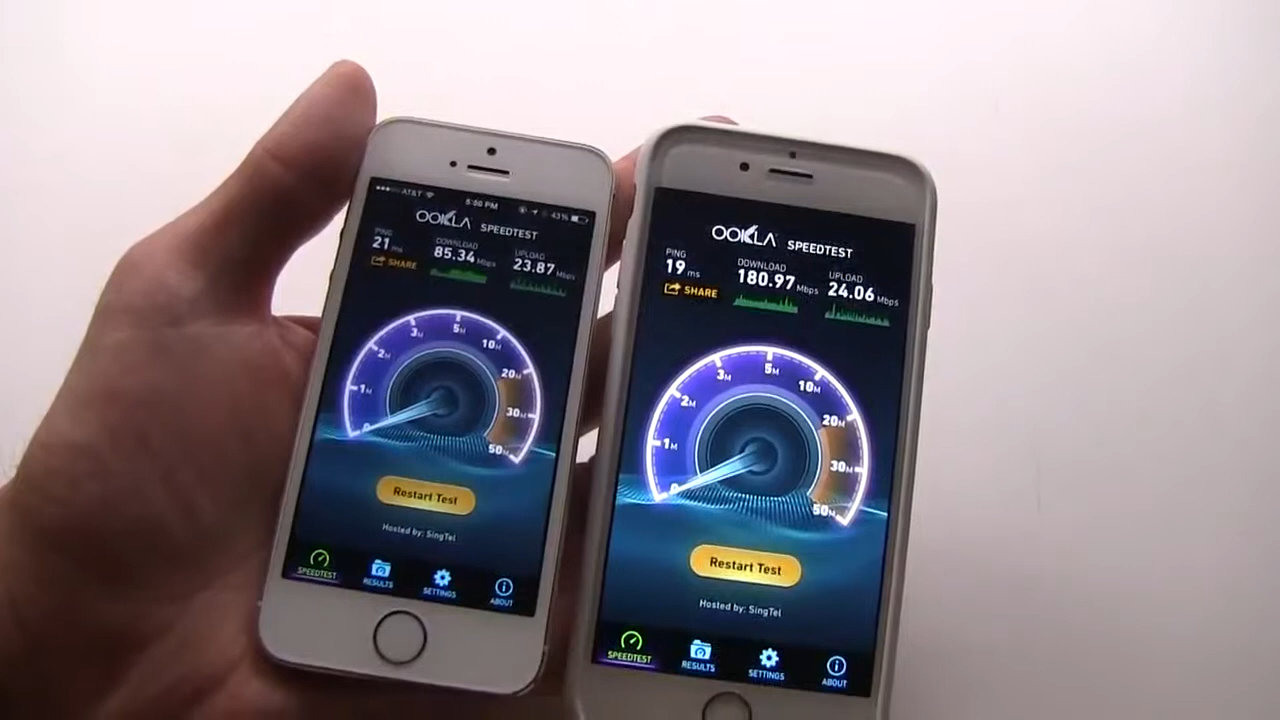 AT&T 5:00 PM 43%
OOKLA SPEEDTEST
PING DOWNLOAD UPLOAD
21 ms 85.34 Mbps 23.87 Mbps
SHARE
0 1M 2M 3M 5M 10M 20M 30M 50M
Restart Test
Hosted by: SingTel
SPEEDTEST RESULTS SETTINGS ABOUT
OOKLA SPEEDTEST
PING DOWNLOAD UPLOAD
19 ms 180.97 Mbps 24.06 Mbps
SHARE
0 1M 2M 3M 5M 10M 20M 30M 50M
Restart Test
Hosted by: SingTel
SPEEDTEST RESULTS SETTINGS ABOUT